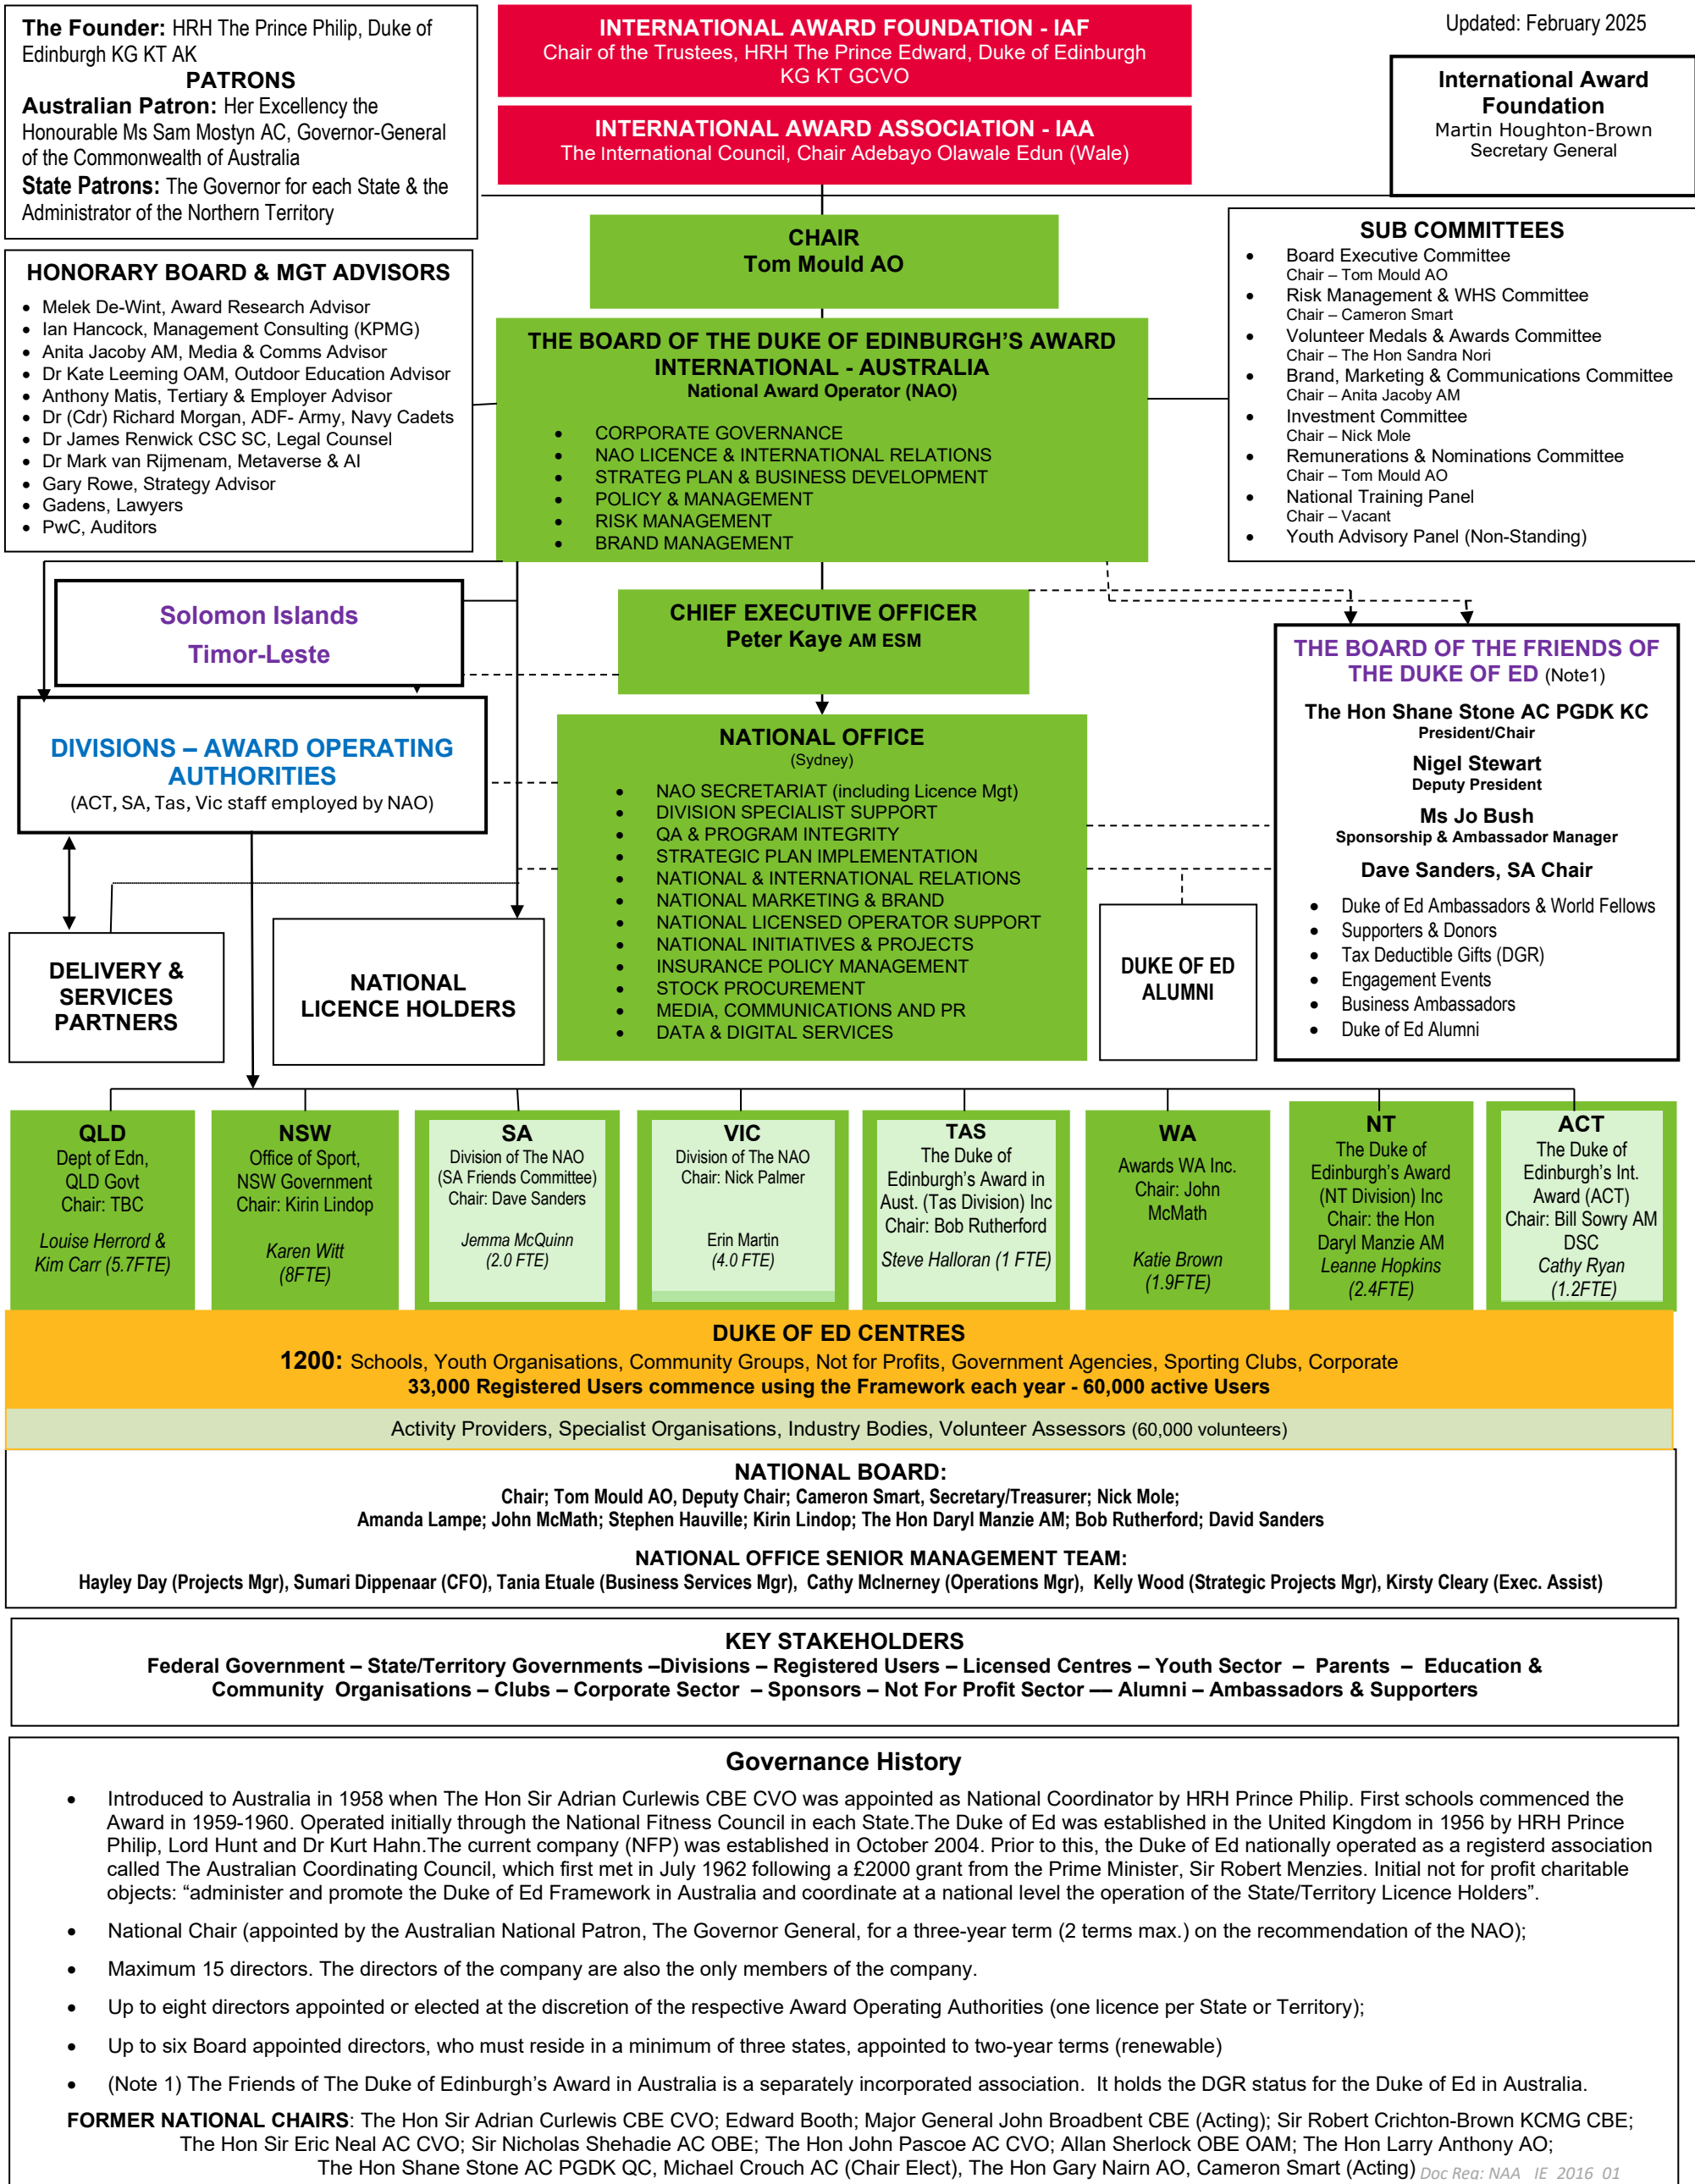 The Founder: HRH The Prince Philip, Duke of
Edinburgh KG KT AK
PATRONS
Australian Patron: Her Excellency the
Honourable Ms Sam Mostyn AC, Governor-General
of the Commonwealth of Australia
State Patrons: The Governor for each State & the
Administrator of the Northern Territory
INTERNATIONAL AWARD FOUNDATION - IAF
Chair of the Trustees, HRH The Prince Edward, Duke of Edinburgh
KG KT GCVO
INTERNATIONAL AWARD ASSOCIATION - IAA
The International Council, Chair Adebayo Olawale Edun (Wale)
Updated: February 2025
International Award
Foundation
Martin Houghton-Brown
Secretary General
CHAIR
Tom Mould AO
HONORARY BOARD & MGT ADVISORS
• Melek De-Wint, Award Research Advisor
• Ian Hancock, Management Consulting (KPMG)
• Anita Jacoby AM, Media & Comms Advisor
• Dr Kate Leeming OAM, Outdoor Education Advisor
• Anthony Matis, Tertiary & Employer Advisor
• Dr (Cdr) Richard Morgan, ADF- Army, Navy Cadets
• Dr James Renwick CSC SC, Legal Counsel
• Dr Mark van Rijmenam, Metaverse & AI
• Gary Rowe, Strategy Advisor
• Gadens, Lawyers
• PwC, Auditors
THE BOARD OF THE DUKE OF EDINBURGH'S AWARD
INTERNATIONAL - AUSTRALIA
National Award Operator (NAO)
• CORPORATE GOVERNANCE
• NAO LICENCE & INTERNATIONAL RELATIONS
• STRATEG PLAN & BUSINESS DEVELOPMENT
• POLICY & MANAGEMENT
• RISK MANAGEMENT
• BRAND MANAGEMENT
SUB COMMITTEES
• Board Executive Committee
Chair – Tom Mould AO
• Risk Management & WHS Committee
Chair – Cameron Smart
• Volunteer Medals & Awards Committee
Chair – The Hon Sandra Nori
• Brand, Marketing & Communications Committee
Chair – Anita Jacoby AM
• Investment Committee
Chair – Nick Mole
• Remunerations & Nominations Committee
Chair – Tom Mould AO
• National Training Panel
Chair – Vacant
• Youth Advisory Panel (Non-Standing)
Solomon Islands
Timor-Leste
CHIEF EXECUTIVE OFFICER
Peter Kaye AM ESM
DIVISIONS – AWARD OPERATING
AUTHORITIES
(ACT, SA, Tas, Vic staff employed by NAO)
NATIONAL OFFICE
(Sydney)
• NAO SECRETARIAT (including Licence Mgt)
• DIVISION SPECIALIST SUPPORT
• QA & PROGRAM INTEGRITY
• STRATEGIC PLAN IMPLEMENTATION
• NATIONAL & INTERNATIONAL RELATIONS
• NATIONAL MARKETING & BRAND
• NATIONAL LICENSED OPERATOR SUPPORT
• NATIONAL INITIATIVES & PROJECTS
• INSURANCE POLICY MANAGEMENT
• STOCK PROCUREMENT
• MEDIA, COMMUNICATIONS AND PR
• DATA & DIGITAL SERVICES
THE BOARD OF THE FRIENDS OF
THE DUKE OF ED (Note1)
The Hon Shane Stone AC PGDK KC
President/Chair
Nigel Stewart
Deputy President
Ms Jo Bush
Sponsorship & Ambassador Manager
Dave Sanders, SA Chair
• Duke of Ed Ambassadors & World Fellows
• Supporters & Donors
• Tax Deductible Gifts (DGR)
• Engagement Events
• Business Ambassadors
• Duke of Ed Alumni
DELIVERY &
SERVICES
PARTNERS
NATIONAL
LICENCE HOLDERS
DUKE OF ED
ALUMNI
QLD
Dept of Edn,
QLD Govt
Chair: TBC
Louise Herrord &
Kim Carr (5.7FTE)
NSW
Office of Sport,
NSW Government
Chair: Kirin Lindop
Karen Witt
(8FTE)
SA
Division of The NAO
(SA Friends Committee)
Chair: Dave Sanders
Jemma McQuinn
(2.0 FTE)
VIC
Division of The NAO
Chair: Nick Palmer
Erin Martin
(4.0 FTE)
TAS
The Duke of
Edinburgh's Award in
Aust. (Tas Division) Inc
Chair: Bob Rutherford
Steve Halloran (1 FTE)
WA
Awards WA Inc.
Chair: John
McMath
Katie Brown
(1.9FTE)
NT
The Duke of
Edinburgh's Award
(NT Division) Inc
Chair: the Hon
Daryl Manzie AM
Leanne Hopkins
(2.4FTE)
ACT
The Duke of
Edinburgh's Int.
Award (ACT)
Chair: Bill Sowry AM
DSC
Cathy Ryan
(1.2FTE)
DUKE OF ED CENTRES
1200: Schools, Youth Organisations, Community Groups, Not for Profits, Government Agencies, Sporting Clubs, Corporate
33,000 Registered Users commence using the Framework each year - 60,000 active Users
Activity Providers, Specialist Organisations, Industry Bodies, Volunteer Assessors (60,000 volunteers)
NATIONAL BOARD:
Chair; Tom Mould AO, Deputy Chair; Cameron Smart, Secretary/Treasurer; Nick Mole;
Amanda Lampe; John McMath; Stephen Hauville; Kirin Lindop; The Hon Daryl Manzie AM; Bob Rutherford; David Sanders
NATIONAL OFFICE SENIOR MANAGEMENT TEAM:
Hayley Day (Projects Mgr), Sumari Dippenaar (CFO), Tania Etuale (Business Services Mgr), Cathy McInerney (Operations Mgr), Kelly Wood (Strategic Projects Mgr), Kirsty Cleary (Exec. Assist)
KEY STAKEHOLDERS
Federal Government – State/Territory Governments –Divisions – Registered Users – Licensed Centres – Youth Sector – Parents – Education &
Community Organisations – Clubs – Corporate Sector – Sponsors – Not For Profit Sector –– Alumni – Ambassadors & Supporters
Governance History
• Introduced to Australia in 1958 when The Hon Sir Adrian Curlewis CBE CVO was appointed as National Coordinator by HRH Prince Philip. First schools commenced the
Award in 1959-1960. Operated initially through the National Fitness Council in each State.The Duke of Ed was established in the United Kingdom in 1956 by HRH Prince
Philip, Lord Hunt and Dr Kurt Hahn.The current company (NFP) was established in October 2004. Prior to this, the Duke of Ed nationally operated as a registerd association
called The Australian Coordinating Council, which first met in July 1962 following a £2000 grant from the Prime Minister, Sir Robert Menzies. Initial not for profit charitable
objects: “administer and promote the Duke of Ed Framework in Australia and coordinate at a national level the operation of the State/Territory Licence Holders”.
• National Chair (appointed by the Australian National Patron, The Governor General, for a three-year term (2 terms max.) on the recommendation of the NAO);
• Maximum 15 directors. The directors of the company are also the only members of the company.
• Up to eight directors appointed or elected at the discretion of the respective Award Operating Authorities (one licence per State or Territory);
• Up to six Board appointed directors, who must reside in a minimum of three states, appointed to two-year terms (renewable)
• (Note 1) The Friends of The Duke of Edinburgh's Award in Australia is a separately incorporated association. It holds the DGR status for the Duke of Ed in Australia.
FORMER NATIONAL CHAIRS: The Hon Sir Adrian Curlewis CBE CVO; Edward Booth; Major General John Broadbent CBE (Acting); Sir Robert Crichton-Brown KCMG CBE;
The Hon Sir Eric Neal AC CVO; Sir Nicholas Shehadie AC OBE; The Hon John Pascoe AC CVO; Allan Sherlock OBE OAM; The Hon Larry Anthony AO;
The Hon Shane Stone AC PGDK QC, Michael Crouch AC (Chair Elect), The Hon Gary Nairn AO, Cameron Smart (Acting)
Doc Reg: NAA_IE_2016_01